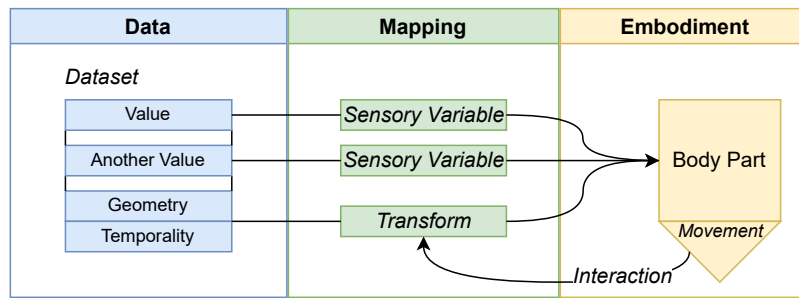 Data
Mapping
Embodiment
Dataset
Value
Sensory Variable
Another Value
Sensory Variable
Body Part
Geometry
Temporality
Transform
Movement
Interaction